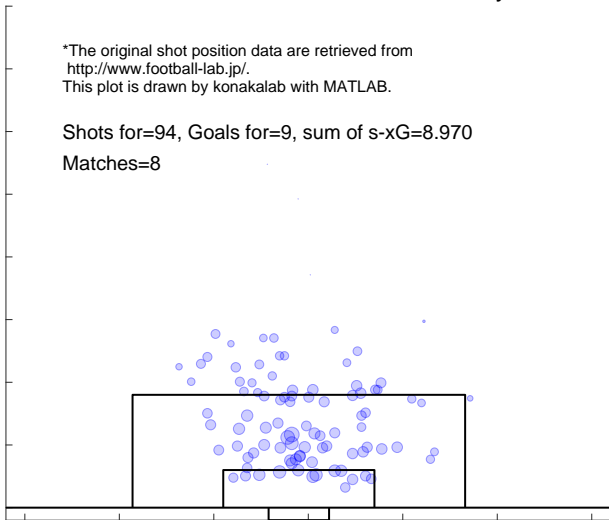 *The original shot position data are retrieved from
http://www.football-lab.jp/.
This plot is drawn by konakalab with MATLAB.
Shots for=94, Goals for=9, sum of s-xG=8.970
Matches=8